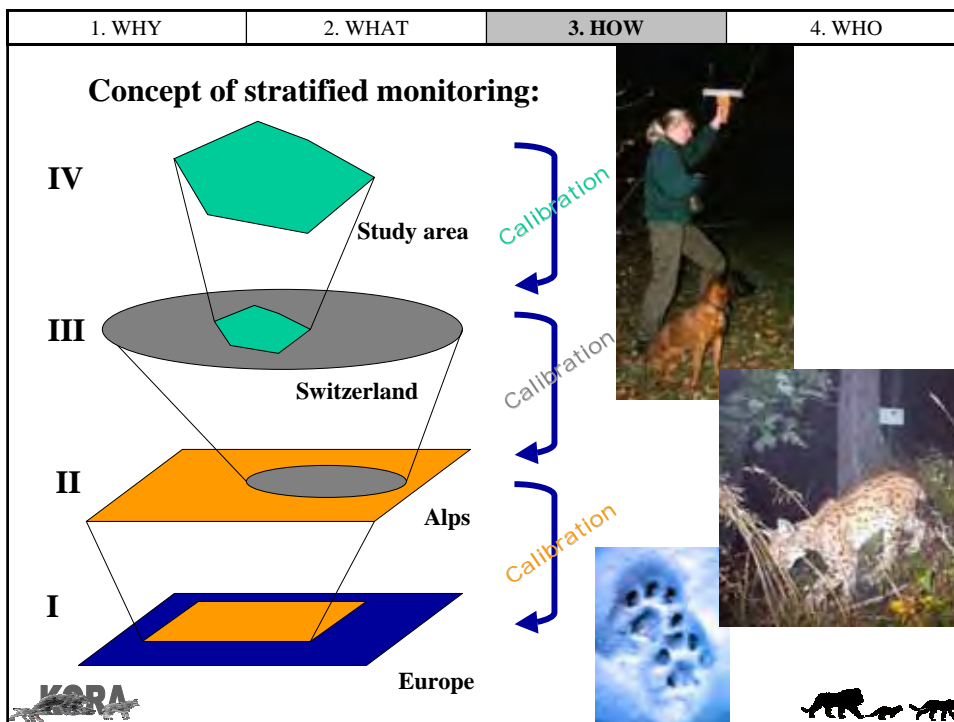 1. WHY
2. WHAT
3. HOW
4. WHO
Concept of stratified monitoring:
IV
Study area
Calibration
III
Switzerland
Calibration
II
Alps
Calibration
I
Europe
KORA